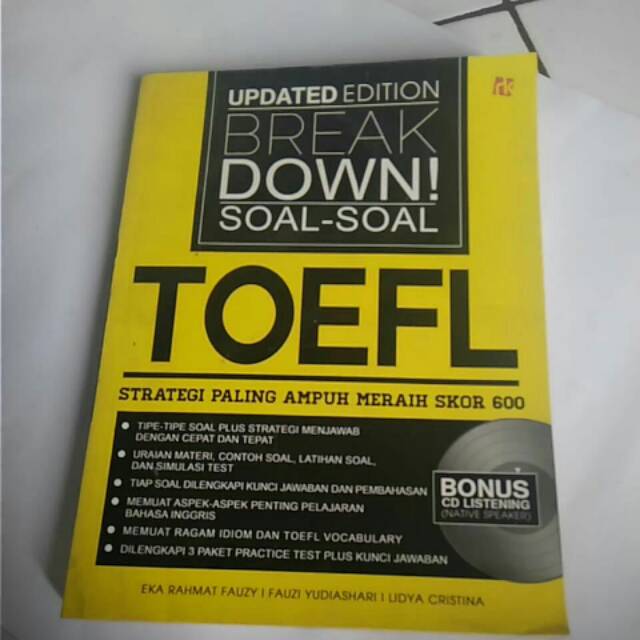 UPDATED EDITION
BREAK
DOWN!
SOAL-SOAL
TOEFL
STRATEGI PALING AMPUH MERAIH SKOR 600
TIPE-TIPE SOAL PLUS STRATEGI MENJAWAB
DENGAN CEPAT DAN TEPAT
URAIAN MATERI, CONTOH SOAL, LATIHAN SOAL,
DAN SIMULASI TEST
TIAP SOAL DILENGKAPI KUNCI JAWABAN DAN PEMBAHASAN
MEMUAT ASPEK-ASPEK PENTING PELAJARAN
BAHASA INGGRIS
MEMUAT RAGAM IDIOM DAN TOEFL VOCABULARY
DILENGKAPI 3 PAKET PRACTICE TEST PLUS KUNCI JAWABAN
BONUS
CD LISTENING
(NATIVE SPEAKER)
EKA RAHMAT FAUZY | FAUZI YUDIASHARI | LIDYA CRISTINA